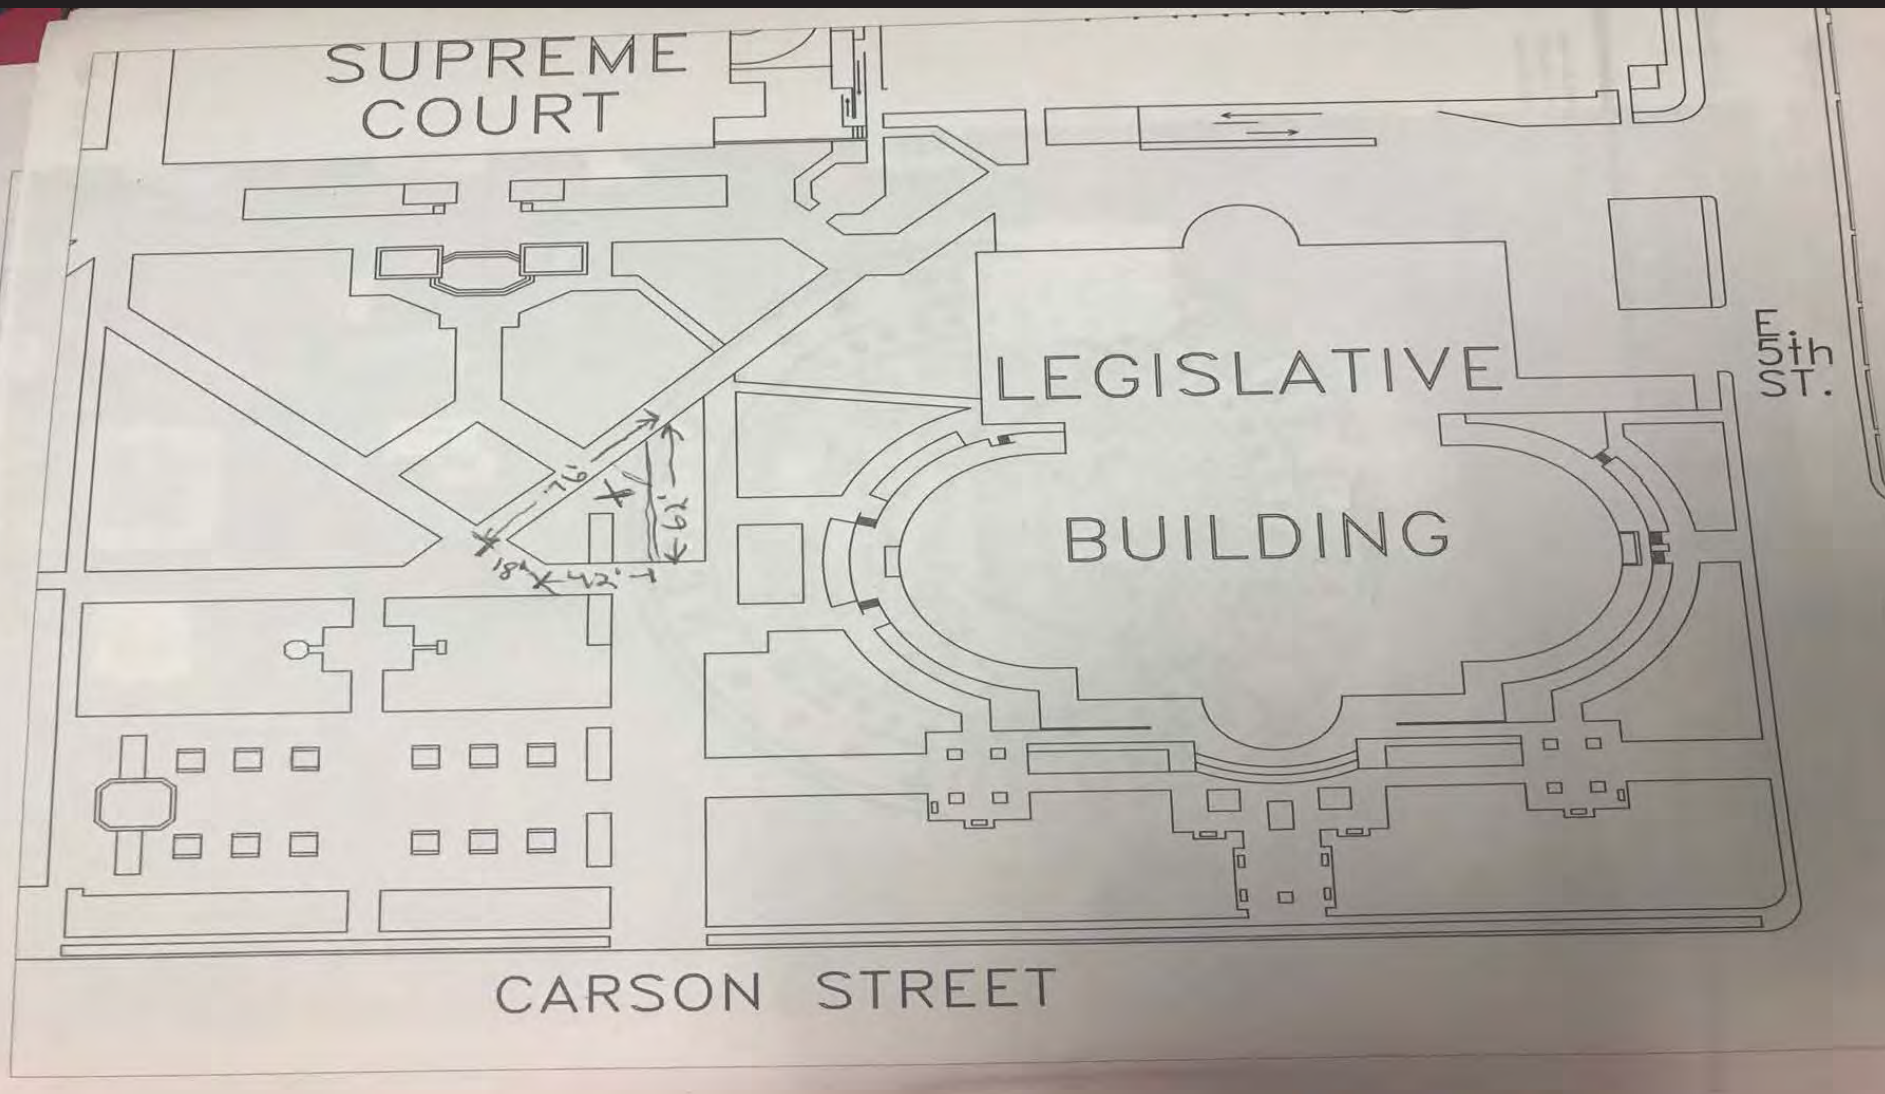 SUPREME
COURT
LEGISLATIVE
BUILDING
E.
5th
ST.
76'
62'
18'
42'
CARSON STREET